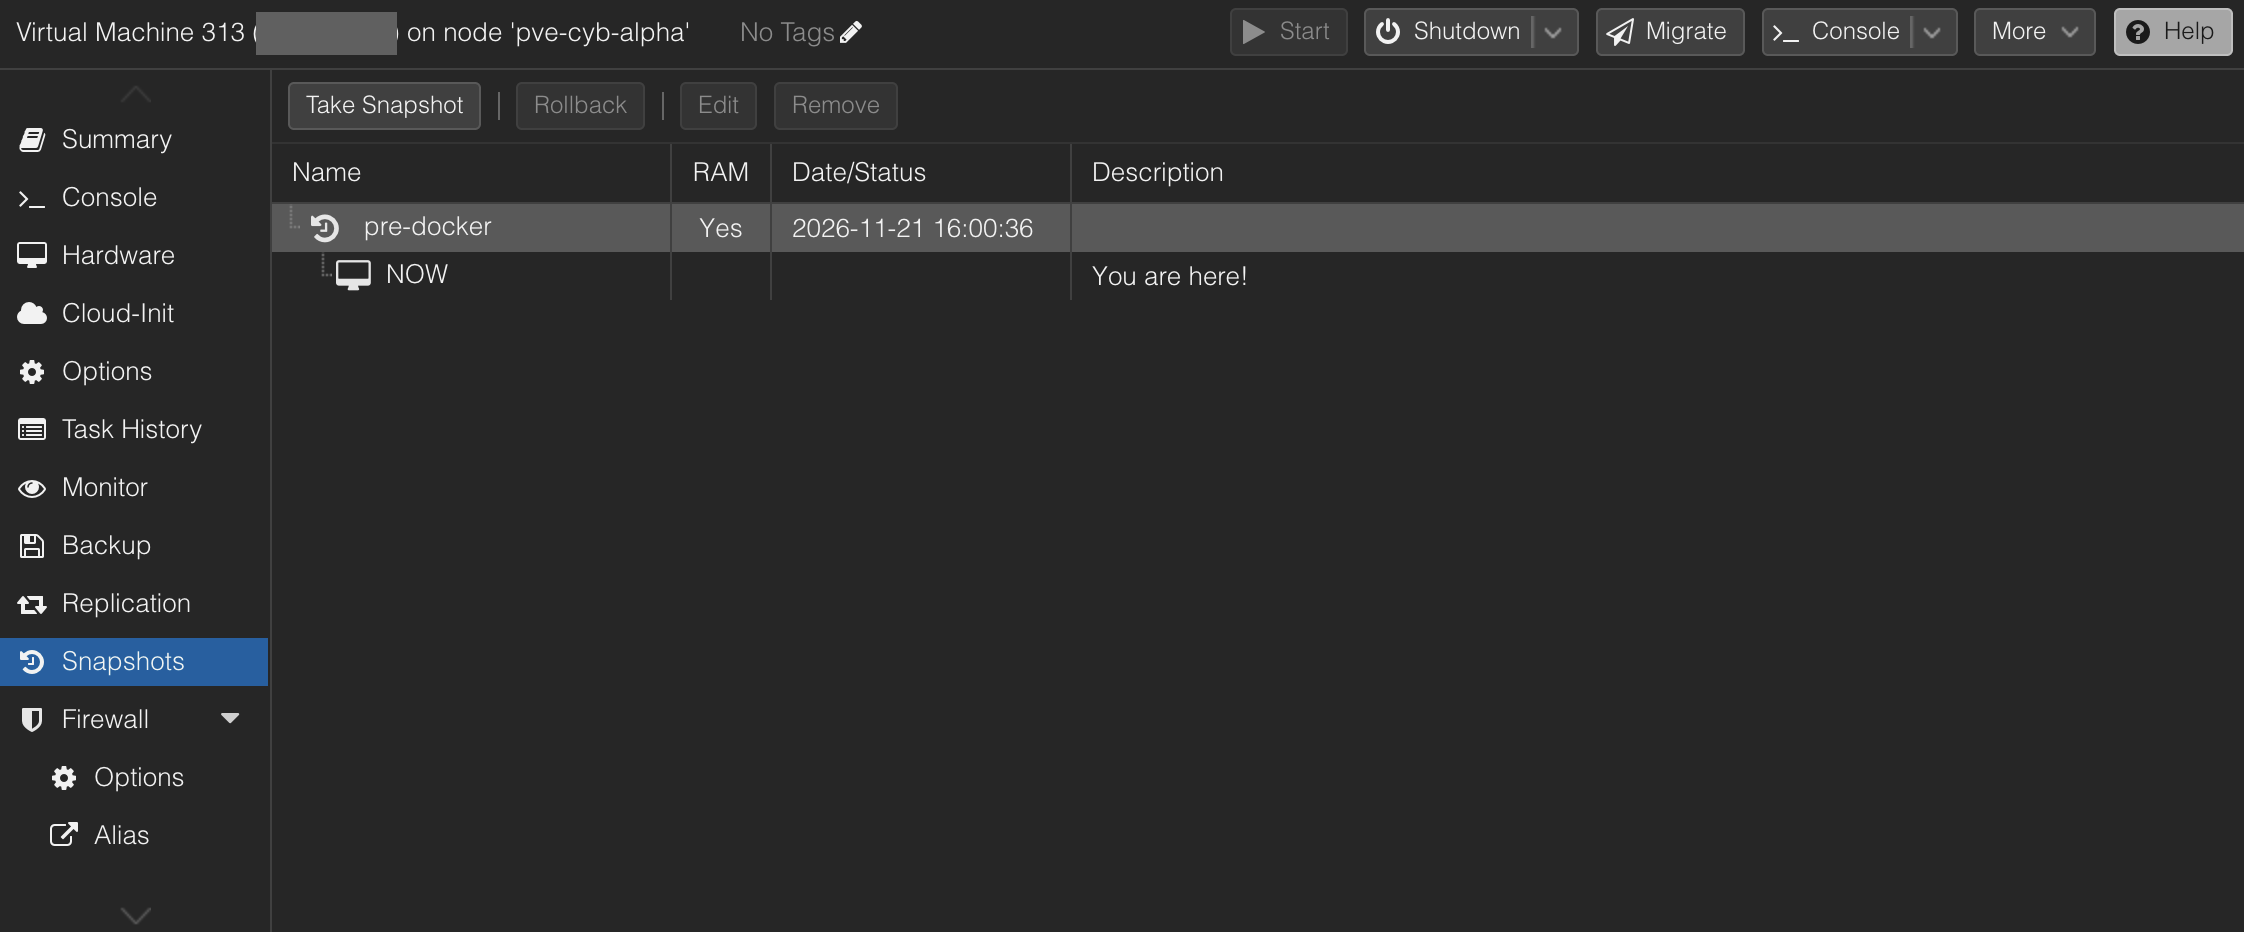 Virtual Machine 313 ( ) on node 'pve-cyb-alpha' No Tags Start Shutdown Migrate Console More Help
Take Snapshot Rollback Edit Remove
Name RAM Date/Status Description
pre-docker Yes 2026-11-21 16:00:36
NOW You are here!
Summary
Console
Hardware
Cloud-Init
Options
Task History
Monitor
Backup
Replication
Snapshots
Firewall
Options
Alias